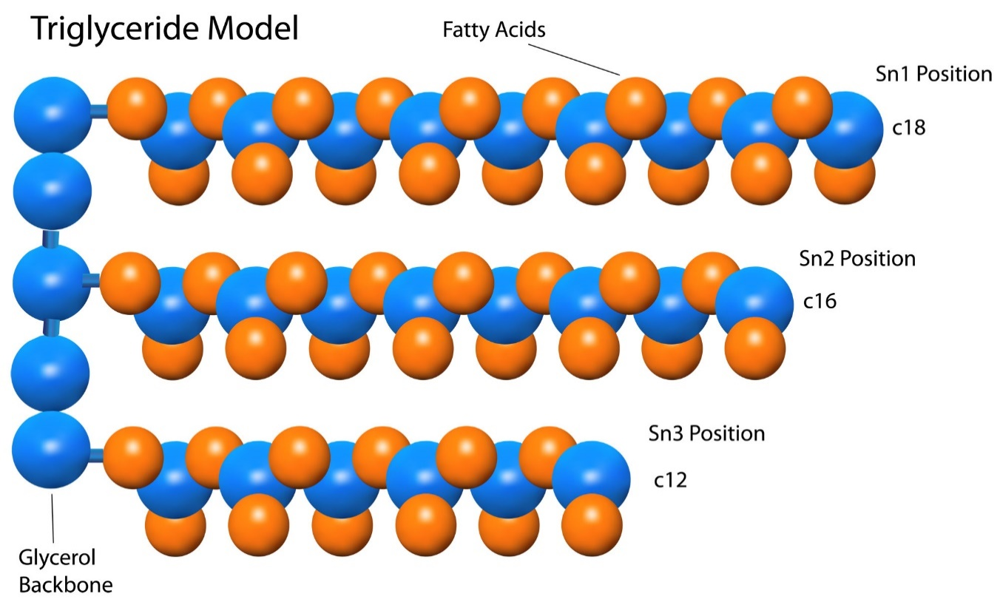 Triglyceride Model
Fatty Acids
Sn1 Position
c18
Sn2 Position
c16
Sn3 Position
c12
Glycerol
Backbone